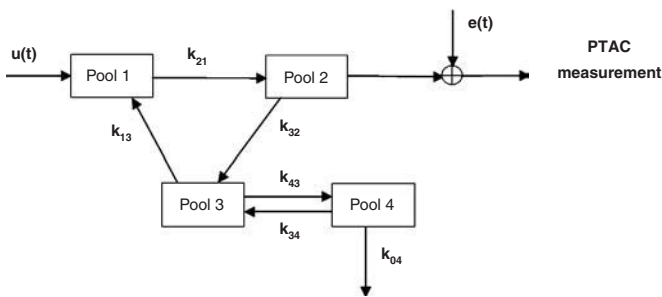 e(t)
u(t)
k21
PTAC
measurement
Pool 1
Pool 2
k13
k32
Pool 3
k43
Pool 4
k34
k04